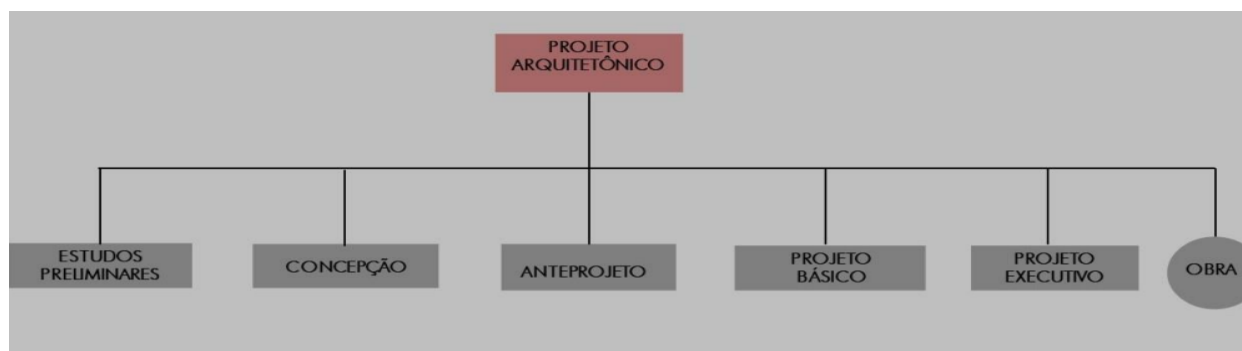 PROJETO
ARQUITETÔNICO
ESTUDOS
PRELIMINARES
CONCEPÇÃO
ANTEPROJETO
PROJETO
BÁSICO
PROJETO
EXECUTIVO
OBRA